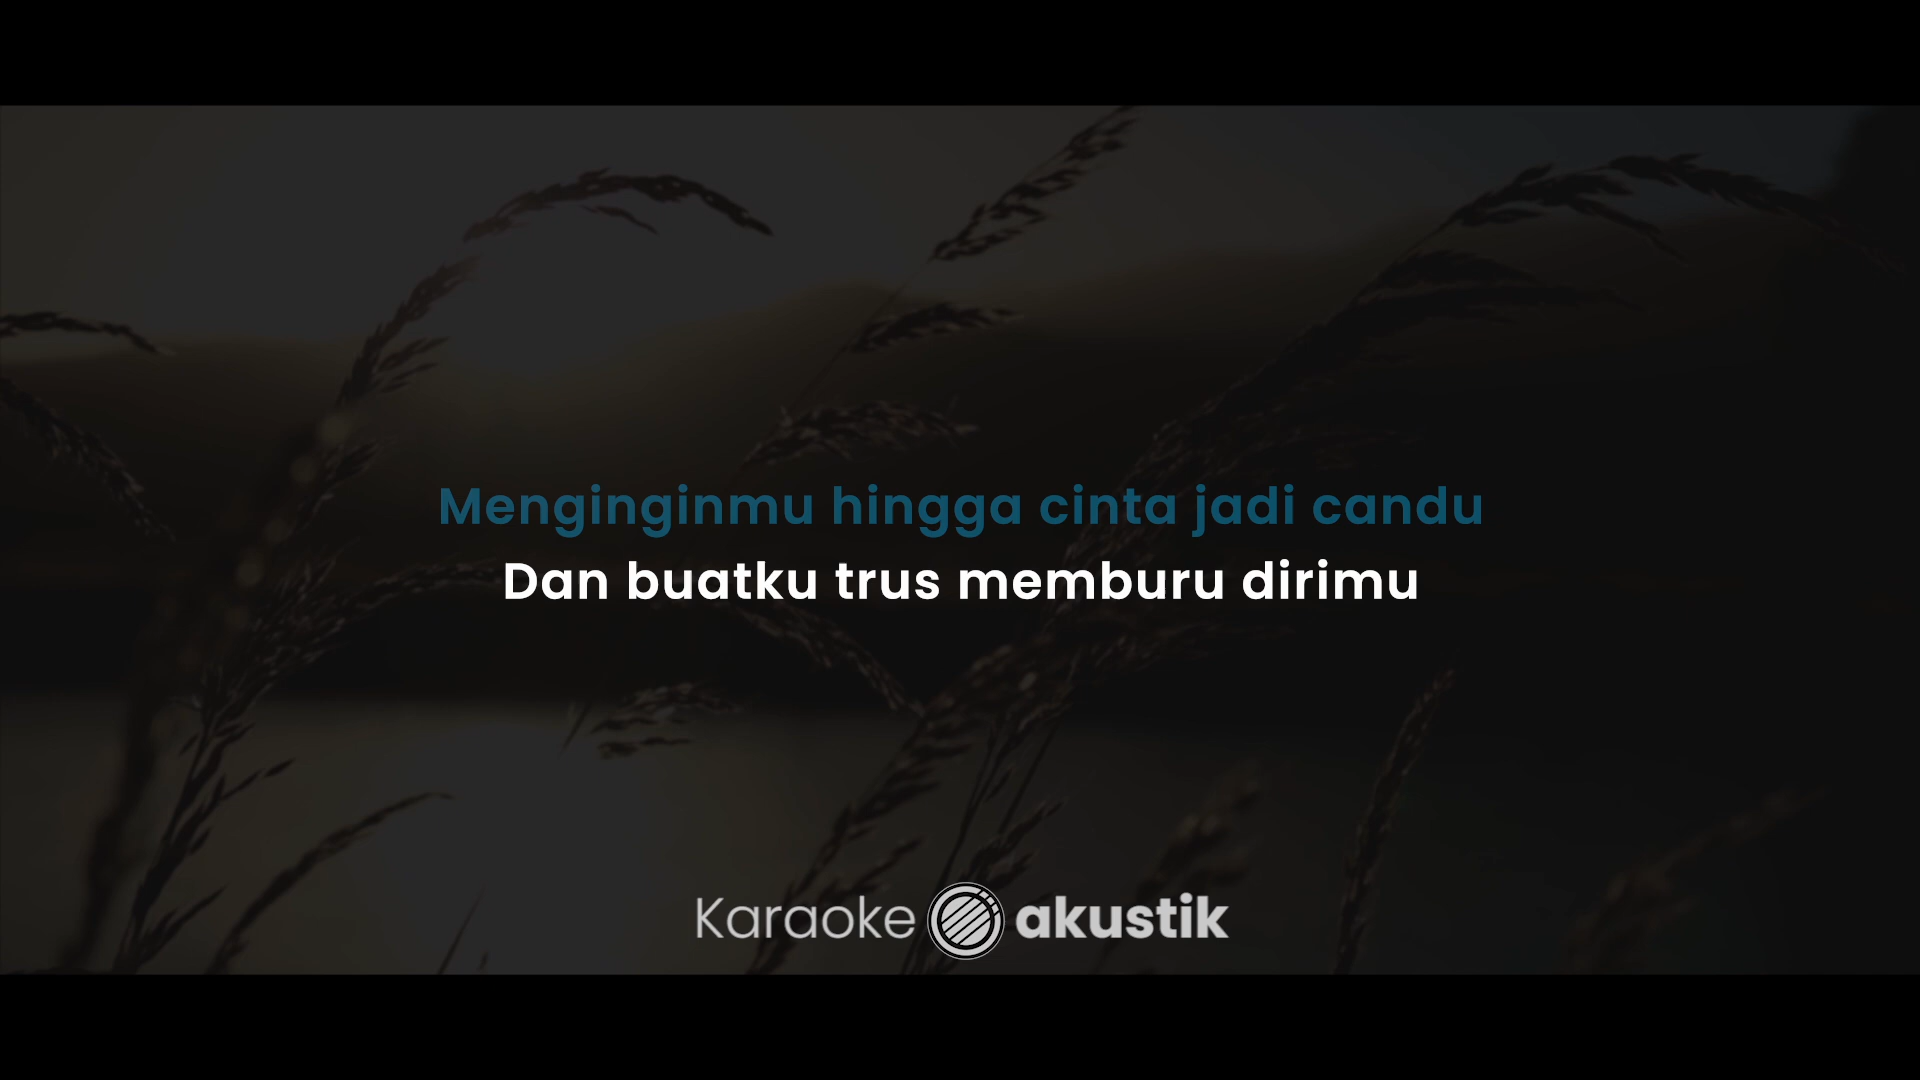 Menginginmu hingga cinta jadi candu
Dan buatku trus memburu dirimu
Karaoke akustik